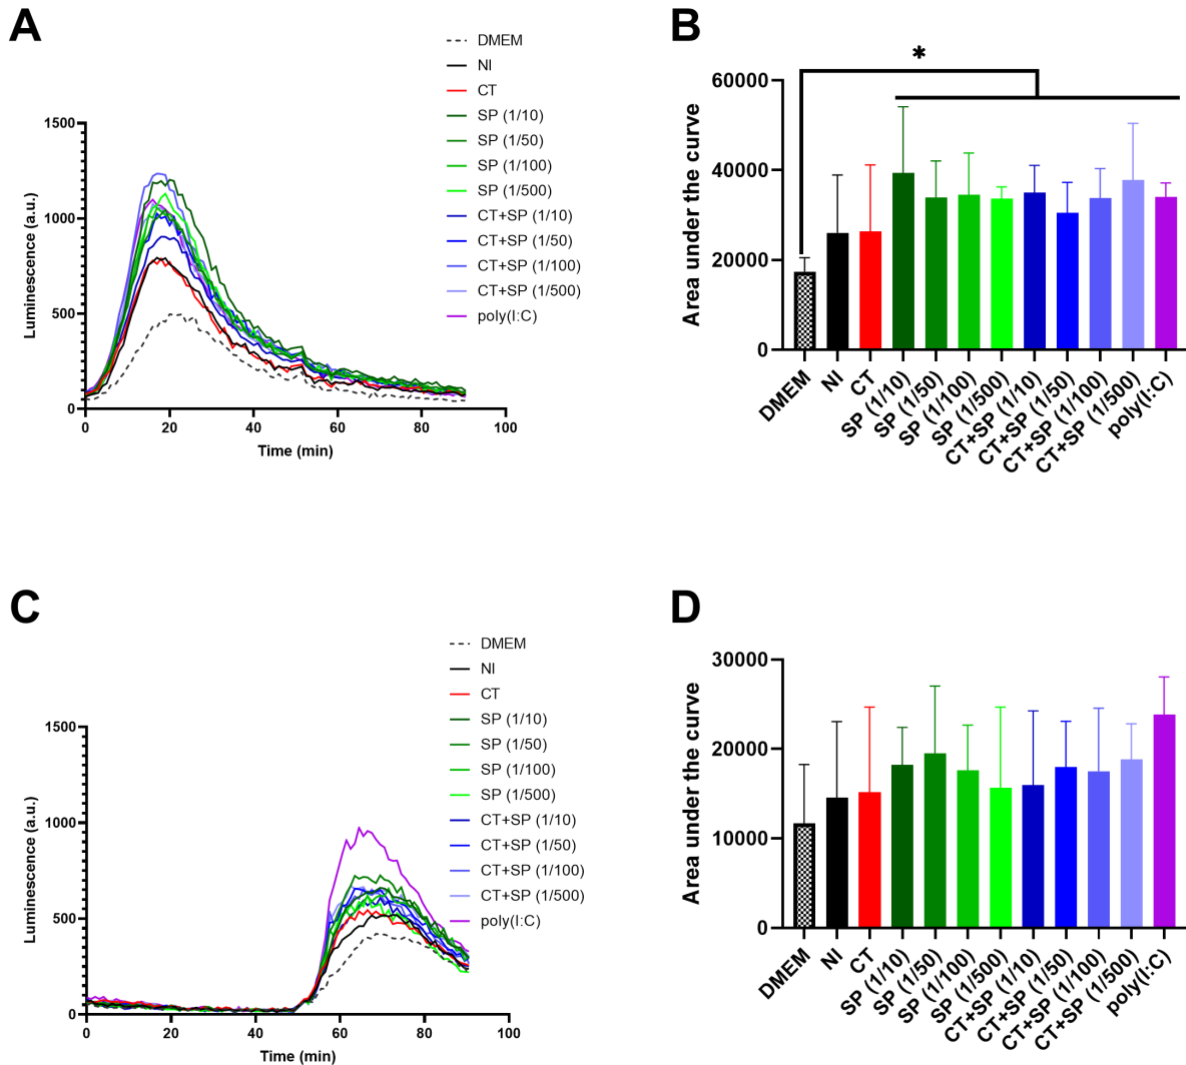 A
DMEM
NI
CT
SP (1/10)
SP (1/50)
SP (1/100)
SP (1/500)
CT+SP (1/10)
CT+SP (1/50)
CT+SP (1/100)
CT+SP (1/500)
poly(I:C)
Luminescence (a.u.)
1500
1000
500
0
0 20 40 60 80 100
Time (min)
B
*
Area under the curve
60000
40000
20000
0
DMEM
NI
CT
SP (1/10)
SP (1/50)
SP (1/100)
SP (1/500)
CT+SP (1/10)
CT+SP (1/50)
CT+SP (1/100)
CT+SP (1/500)
poly(I:C)
C
DMEM
NI
CT
SP (1/10)
SP (1/50)
SP (1/100)
SP (1/500)
CT+SP (1/10)
CT+SP (1/50)
CT+SP (1/100)
CT+SP (1/500)
poly(I:C)
Luminescence (a.u.)
1500
1000
500
0
0 20 40 60 80 100
Time (min)
D
Area under the curve
30000
20000
10000
0
DMEM
NI
CT
SP (1/10)
SP (1/50)
SP (1/100)
SP (1/500)
CT+SP (1/10)
CT+SP (1/50)
CT+SP (1/100)
CT+SP (1/500)
poly(I:C)